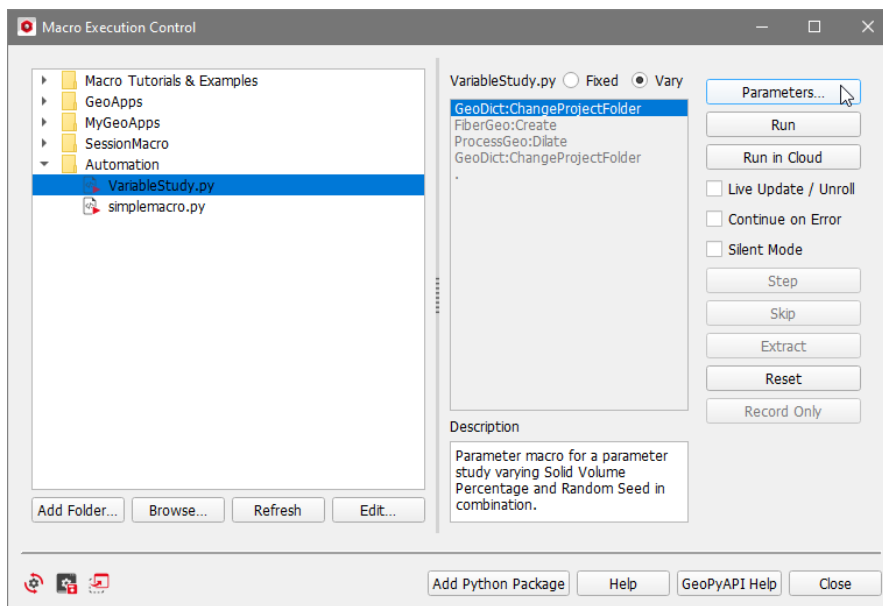 Macro Execution Control
Macro Tutorials & Examples
GeoApps
MyGeoApps
SessionMacro
Automation
VariableStudy.py
simplemacro.py
Add Folder...
Browse...
Refresh
Edit...
VariableStudy.py Fixed Vary
GeoDict:ChangeProjectFolder
FiberGeo:Create
ProcessGeo:Dilate
GeoDict:ChangeProjectFolder
.
Description
Parameter macro for a parameter
study varying Solid Volume
Percentage and Random Seed in
combination.
Parameters...
Run
Run in Cloud
Live Update / Unroll
Continue on Error
Silent Mode
Step
Skip
Extract
Reset
Record Only
Add Python Package
Help
GeoPyAPI Help
Close